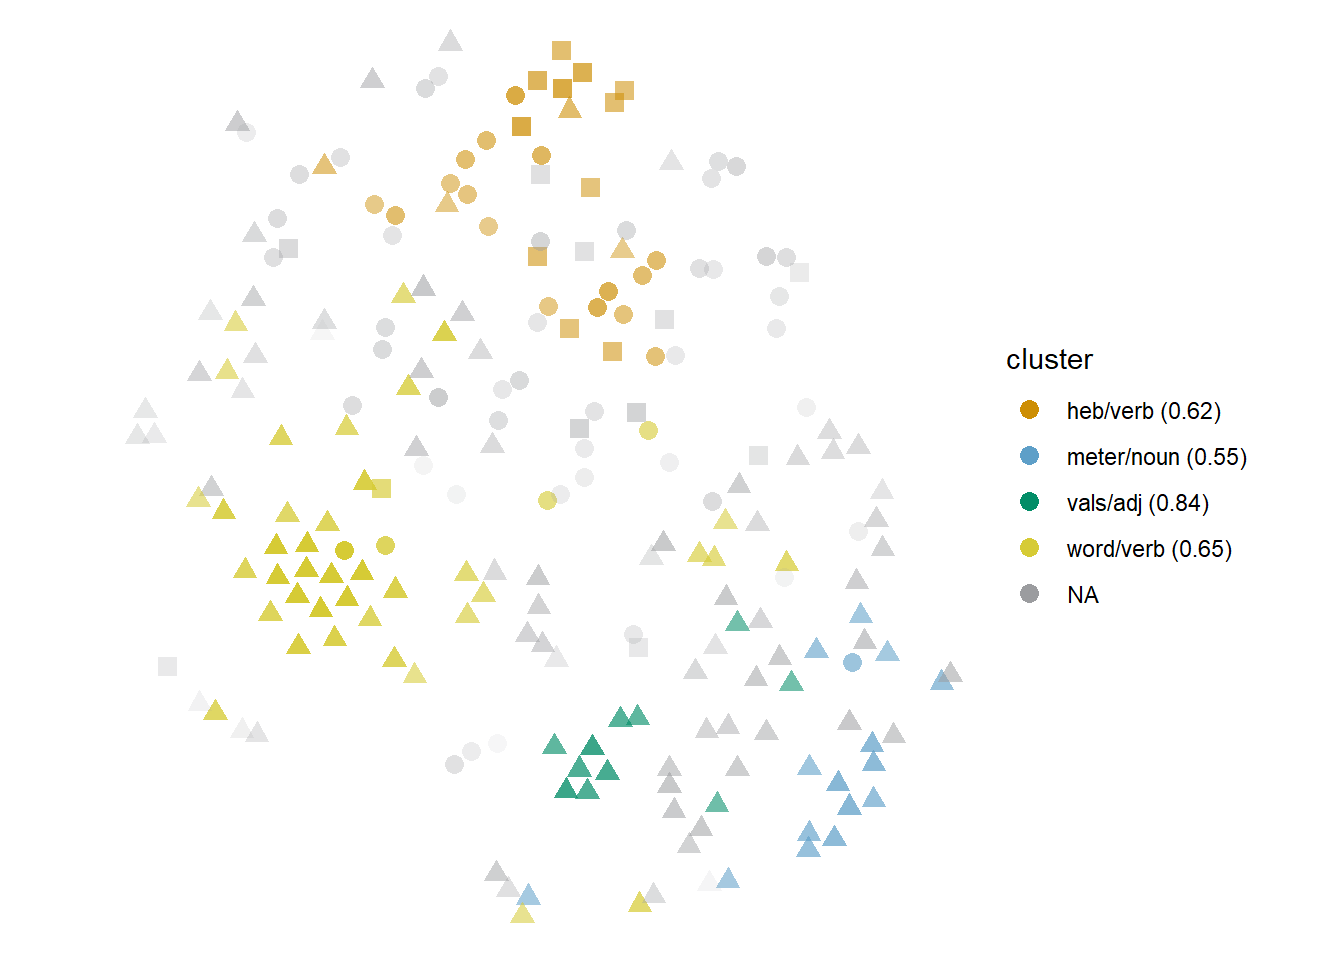 cluster
heb/verb (0.62)
meter/noun (0.55)
vals/adj (0.84)
word/verb (0.65)
NA